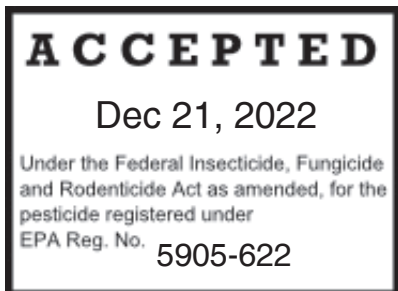 ACCEPTED
Dec 21, 2022
Under the Federal Insecticide, Fungicide
and Rodenticide Act as amended, for the
pesticide registered under
EPA Reg. No. 5905-622